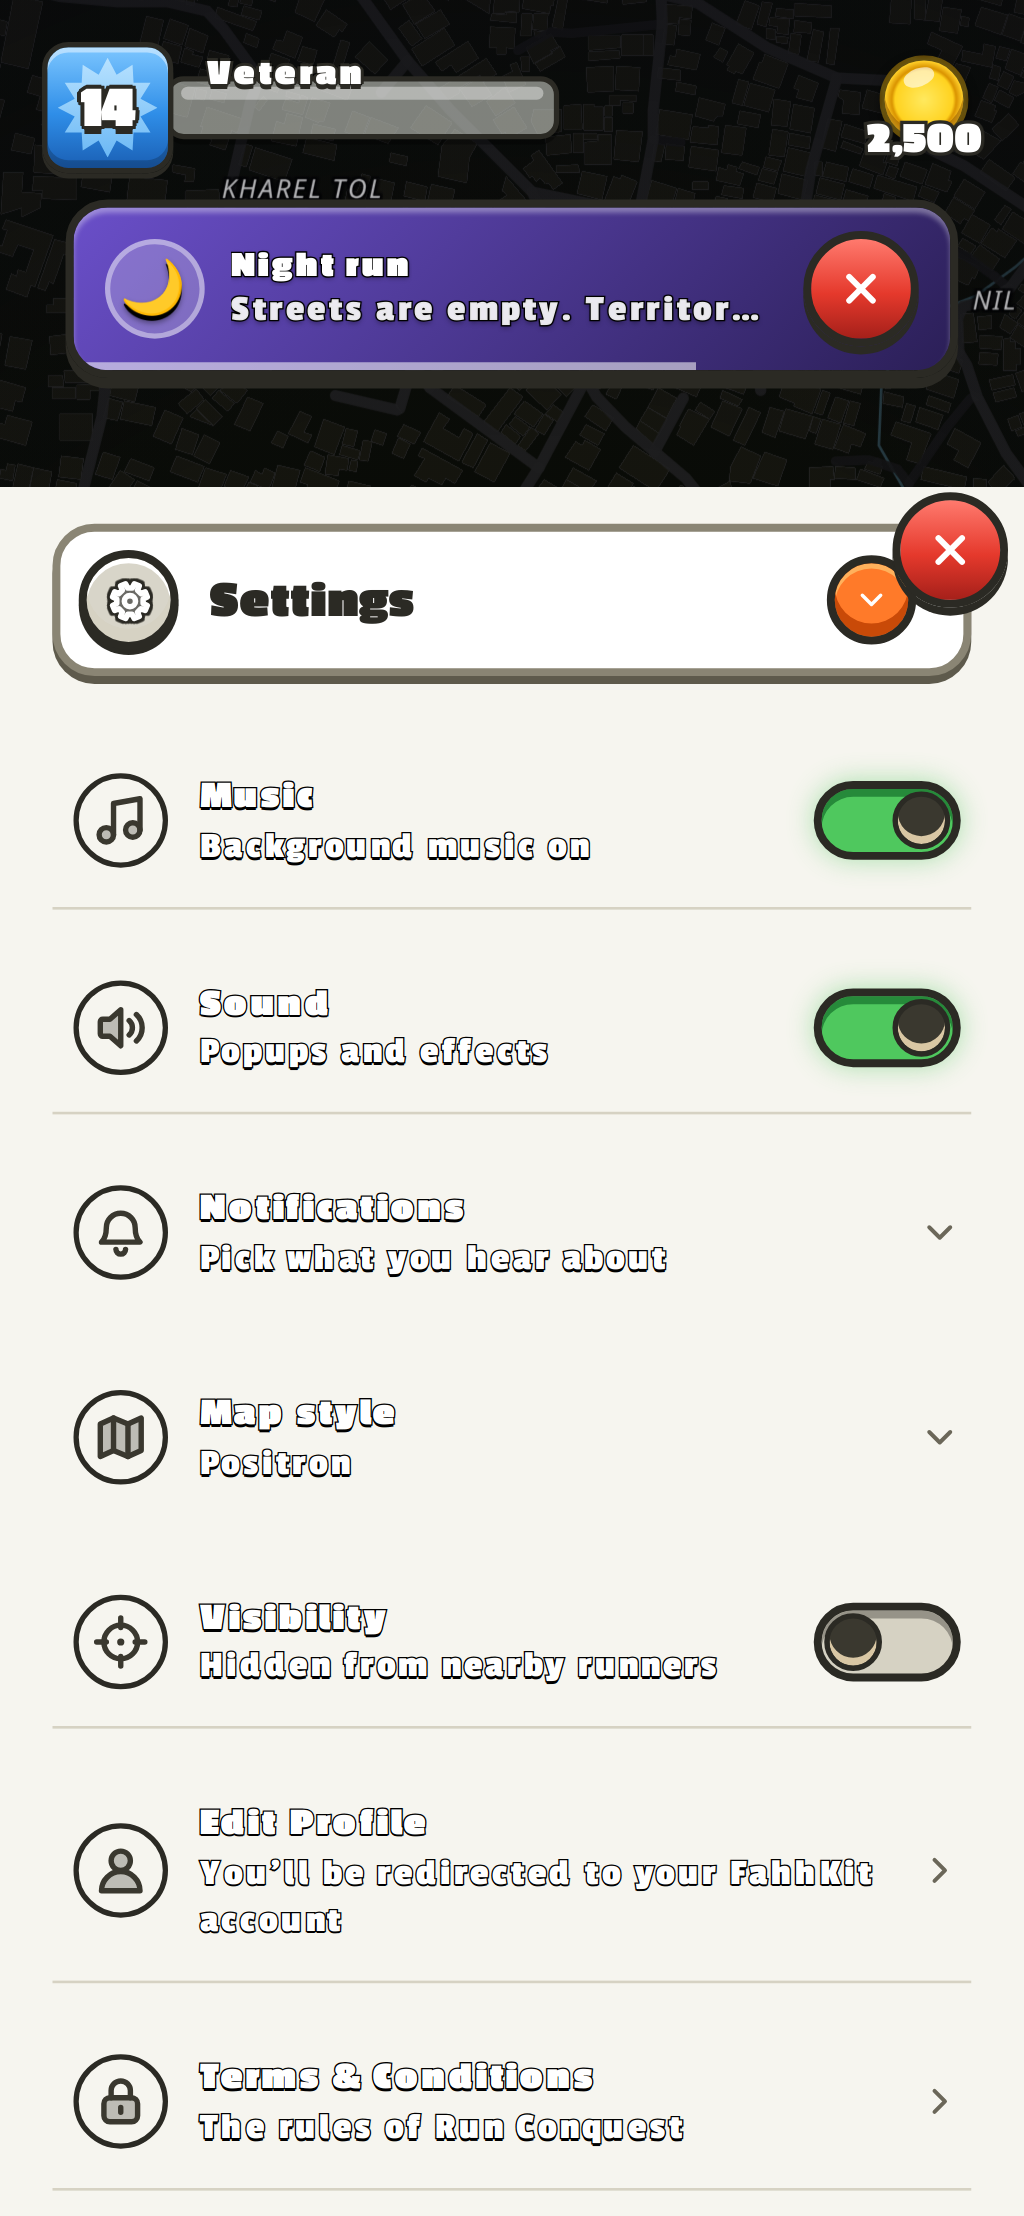 Veteran
14
2,500
KHAREL TOL
Night run
Streets are empty. Territor...
NIL
Settings
Music
Background music on
Sound
Popups and effects
Notifications
Pick what you hear about
Map style
Positron
Visibility
Hidden from nearby runners
Edit Profile
You'll be redirected to your FahhKit
account
Terms & Conditions
The rules of Run Conquest